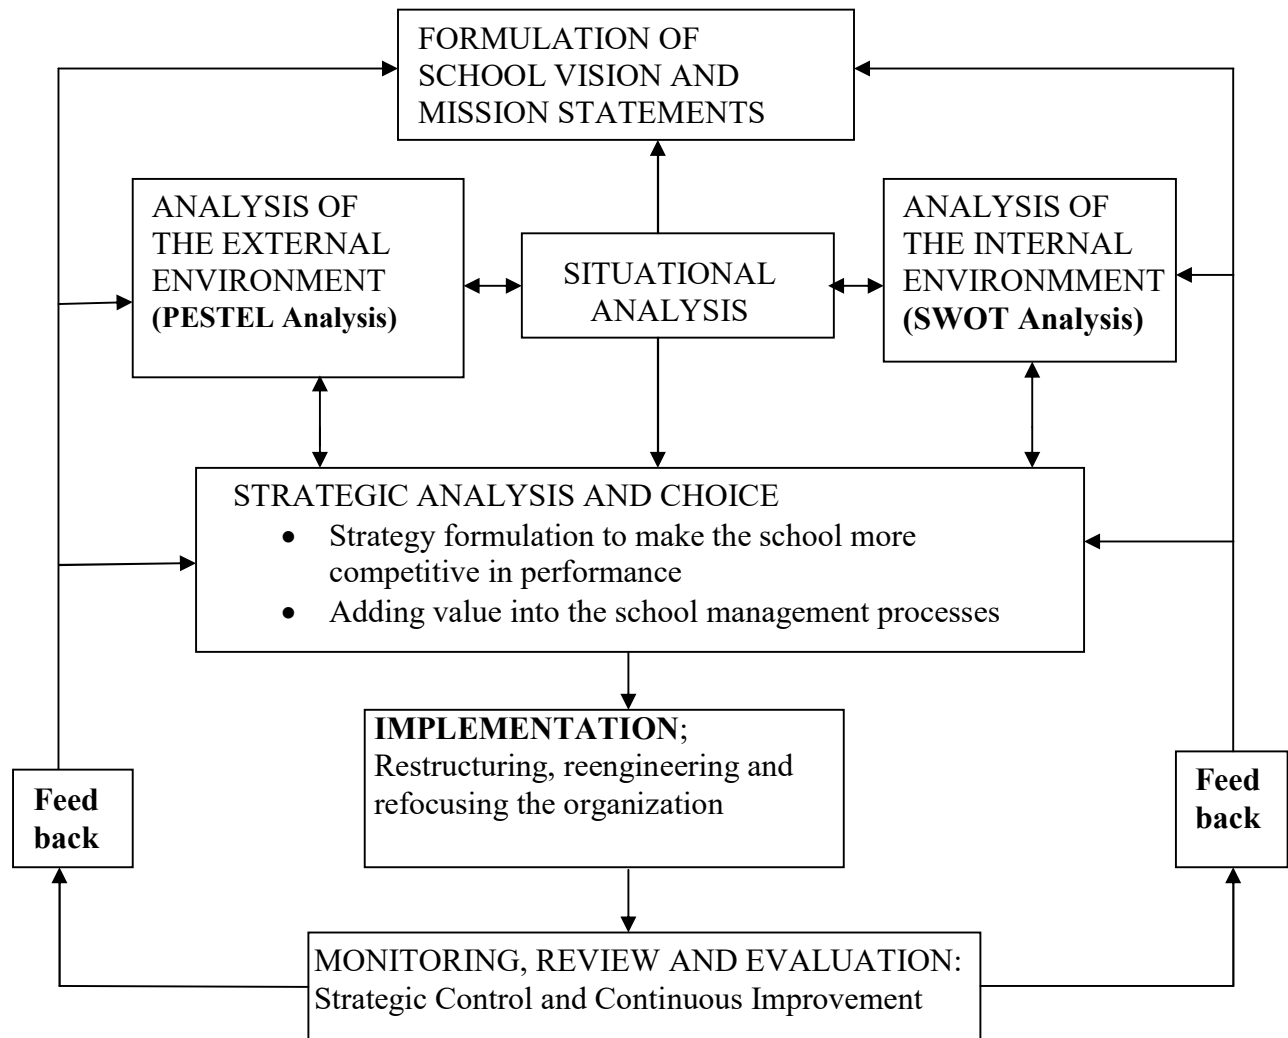 FORMULATION OF
SCHOOL VISION AND
MISSION STATEMENTS
ANALYSIS OF
THE EXTERNAL
ENVIRONMENT
(PESTEL Analysis)
SITUATIONAL
ANALYSIS
ANALYSIS OF
THE INTERNAL
ENVIRONMMENT
(SWOT Analysis)
STRATEGIC ANALYSIS AND CHOICE
• Strategy formulation to make the school more
competitive in performance
• Adding value into the school management processes
IMPLEMENTATION;
Restructuring, reengineering and
refocusing the organization
Feed
back
Feed
back
MONITORING, REVIEW AND EVALUATION:
Strategic Control and Continuous Improvement